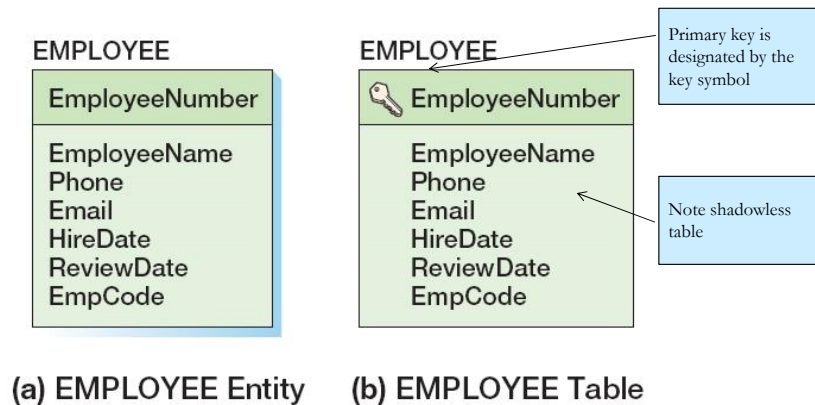 EMPLOYEE
EmployeeNumber
EmployeeName
Phone
Email
HireDate
ReviewDate
EmpCode
(a) EMPLOYEE Entity
EMPLOYEE
EmployeeNumber
EmployeeName
Phone
Email
HireDate
ReviewDate
EmpCode
(b) EMPLOYEE Table
Primary key is
designated by the
key symbol
Note shadowless
table